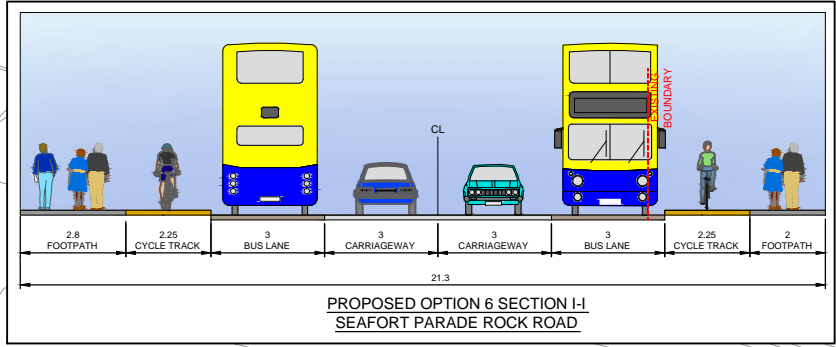 CL
EXISTING
BOUNDARY
2.8
FOOTPATH
2.25
CYCLE TRACK
3
BUS LANE
3
CARRIAGEWAY
3
CARRIAGEWAY
3
BUS LANE
2.25
CYCLE TRACK
2
FOOTPATH
21.3
PROPOSED OPTION 6 SECTION I-I
SEAFORT PARADE ROCK ROAD